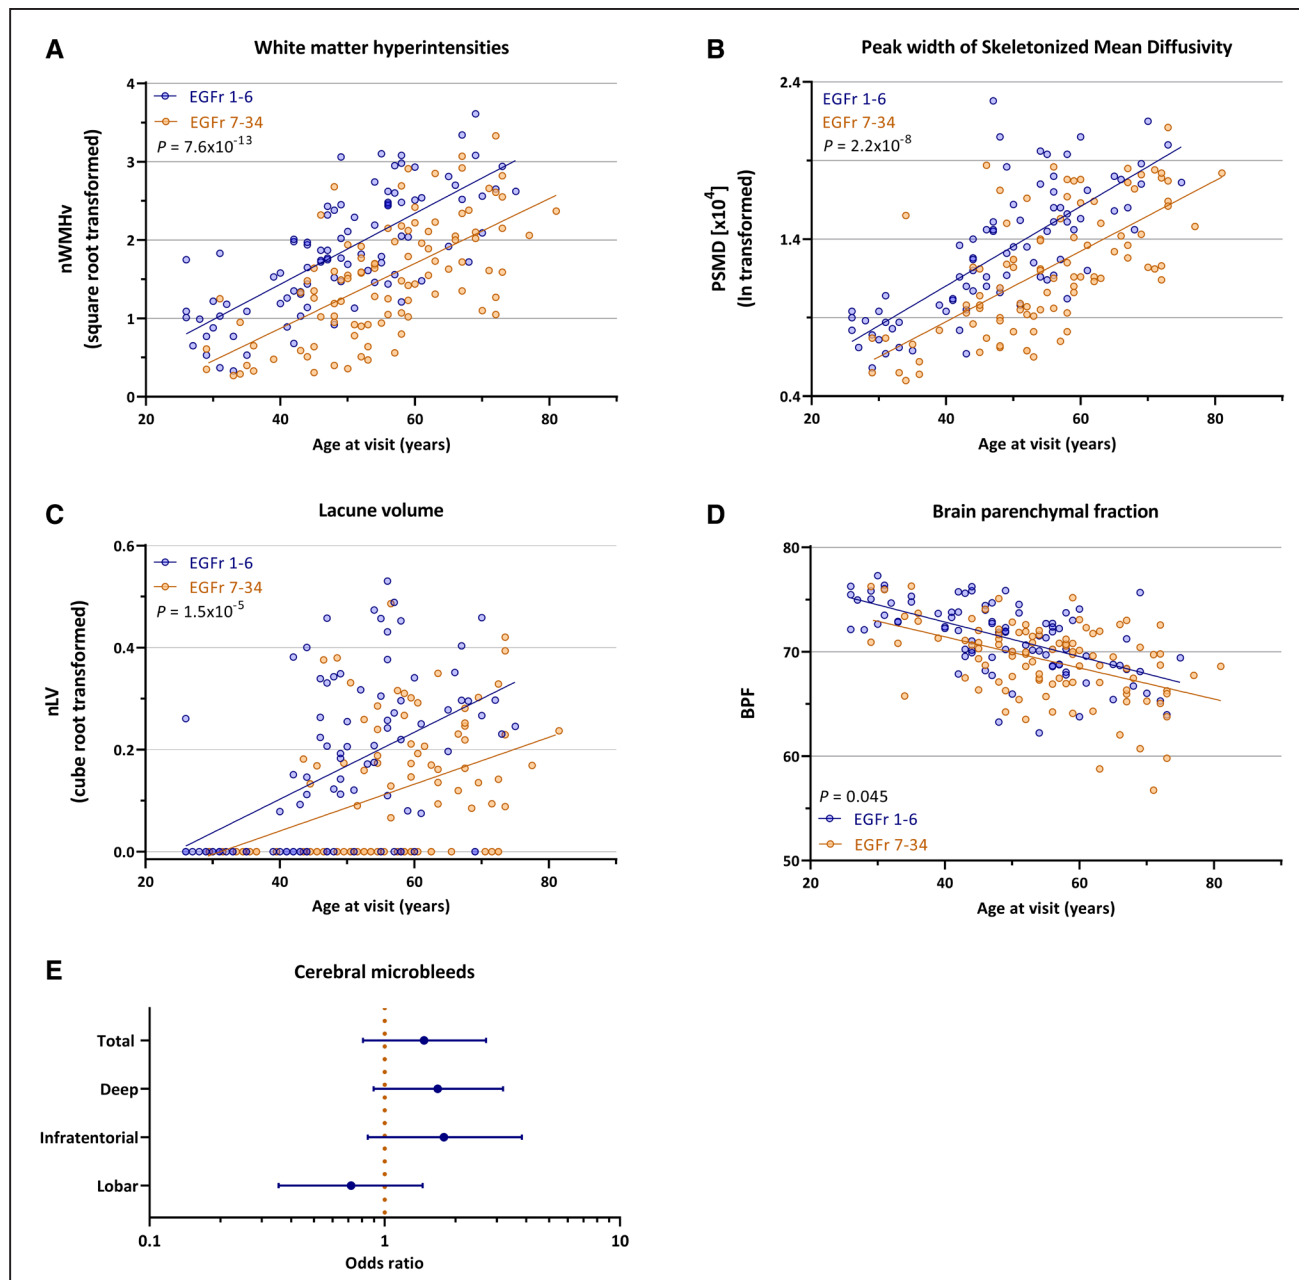 A
White matter hyperintensities
4
3
2
1
0
nWMHv
(square root transformed)
EGFr 1-6
EGFr 7-34
P = 7.6x10-13
20
40
60
80
Age at visit (years)
B
Peak width of Skeletonized Mean Diffusivity
2.4
1.4
0.4
PSMD [x10⁴]
(ln transformed)
EGFr 1-6
EGFr 7-34
P = 2.2x10-8
20
40
60
80
Age at visit (years)
C
Lacune volume
0.6
0.4
0.2
0.0
nLV
(cube root transformed)
EGFr 1-6
EGFr 7-34
P = 1.5x10-5
20
40
60
80
Age at visit (years)
D
Brain parenchymal fraction
80
70
60
50
BPF
P = 0.045
EGFr 1-6
EGFr 7-34
20
40
60
80
Age at visit (years)
E
Cerebral microbleeds
Total
Deep
Infratentorial
Lobar
0.1
1
10
Odds ratio